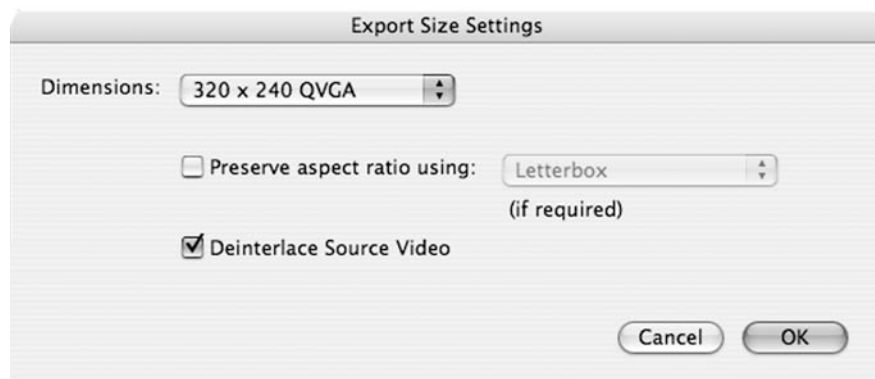 Export Size Settings
Dimensions: 320 x 240 QVGA
Preserve aspect ratio using: Letterbox
(if required)
Deinterlace Source Video
Cancel OK